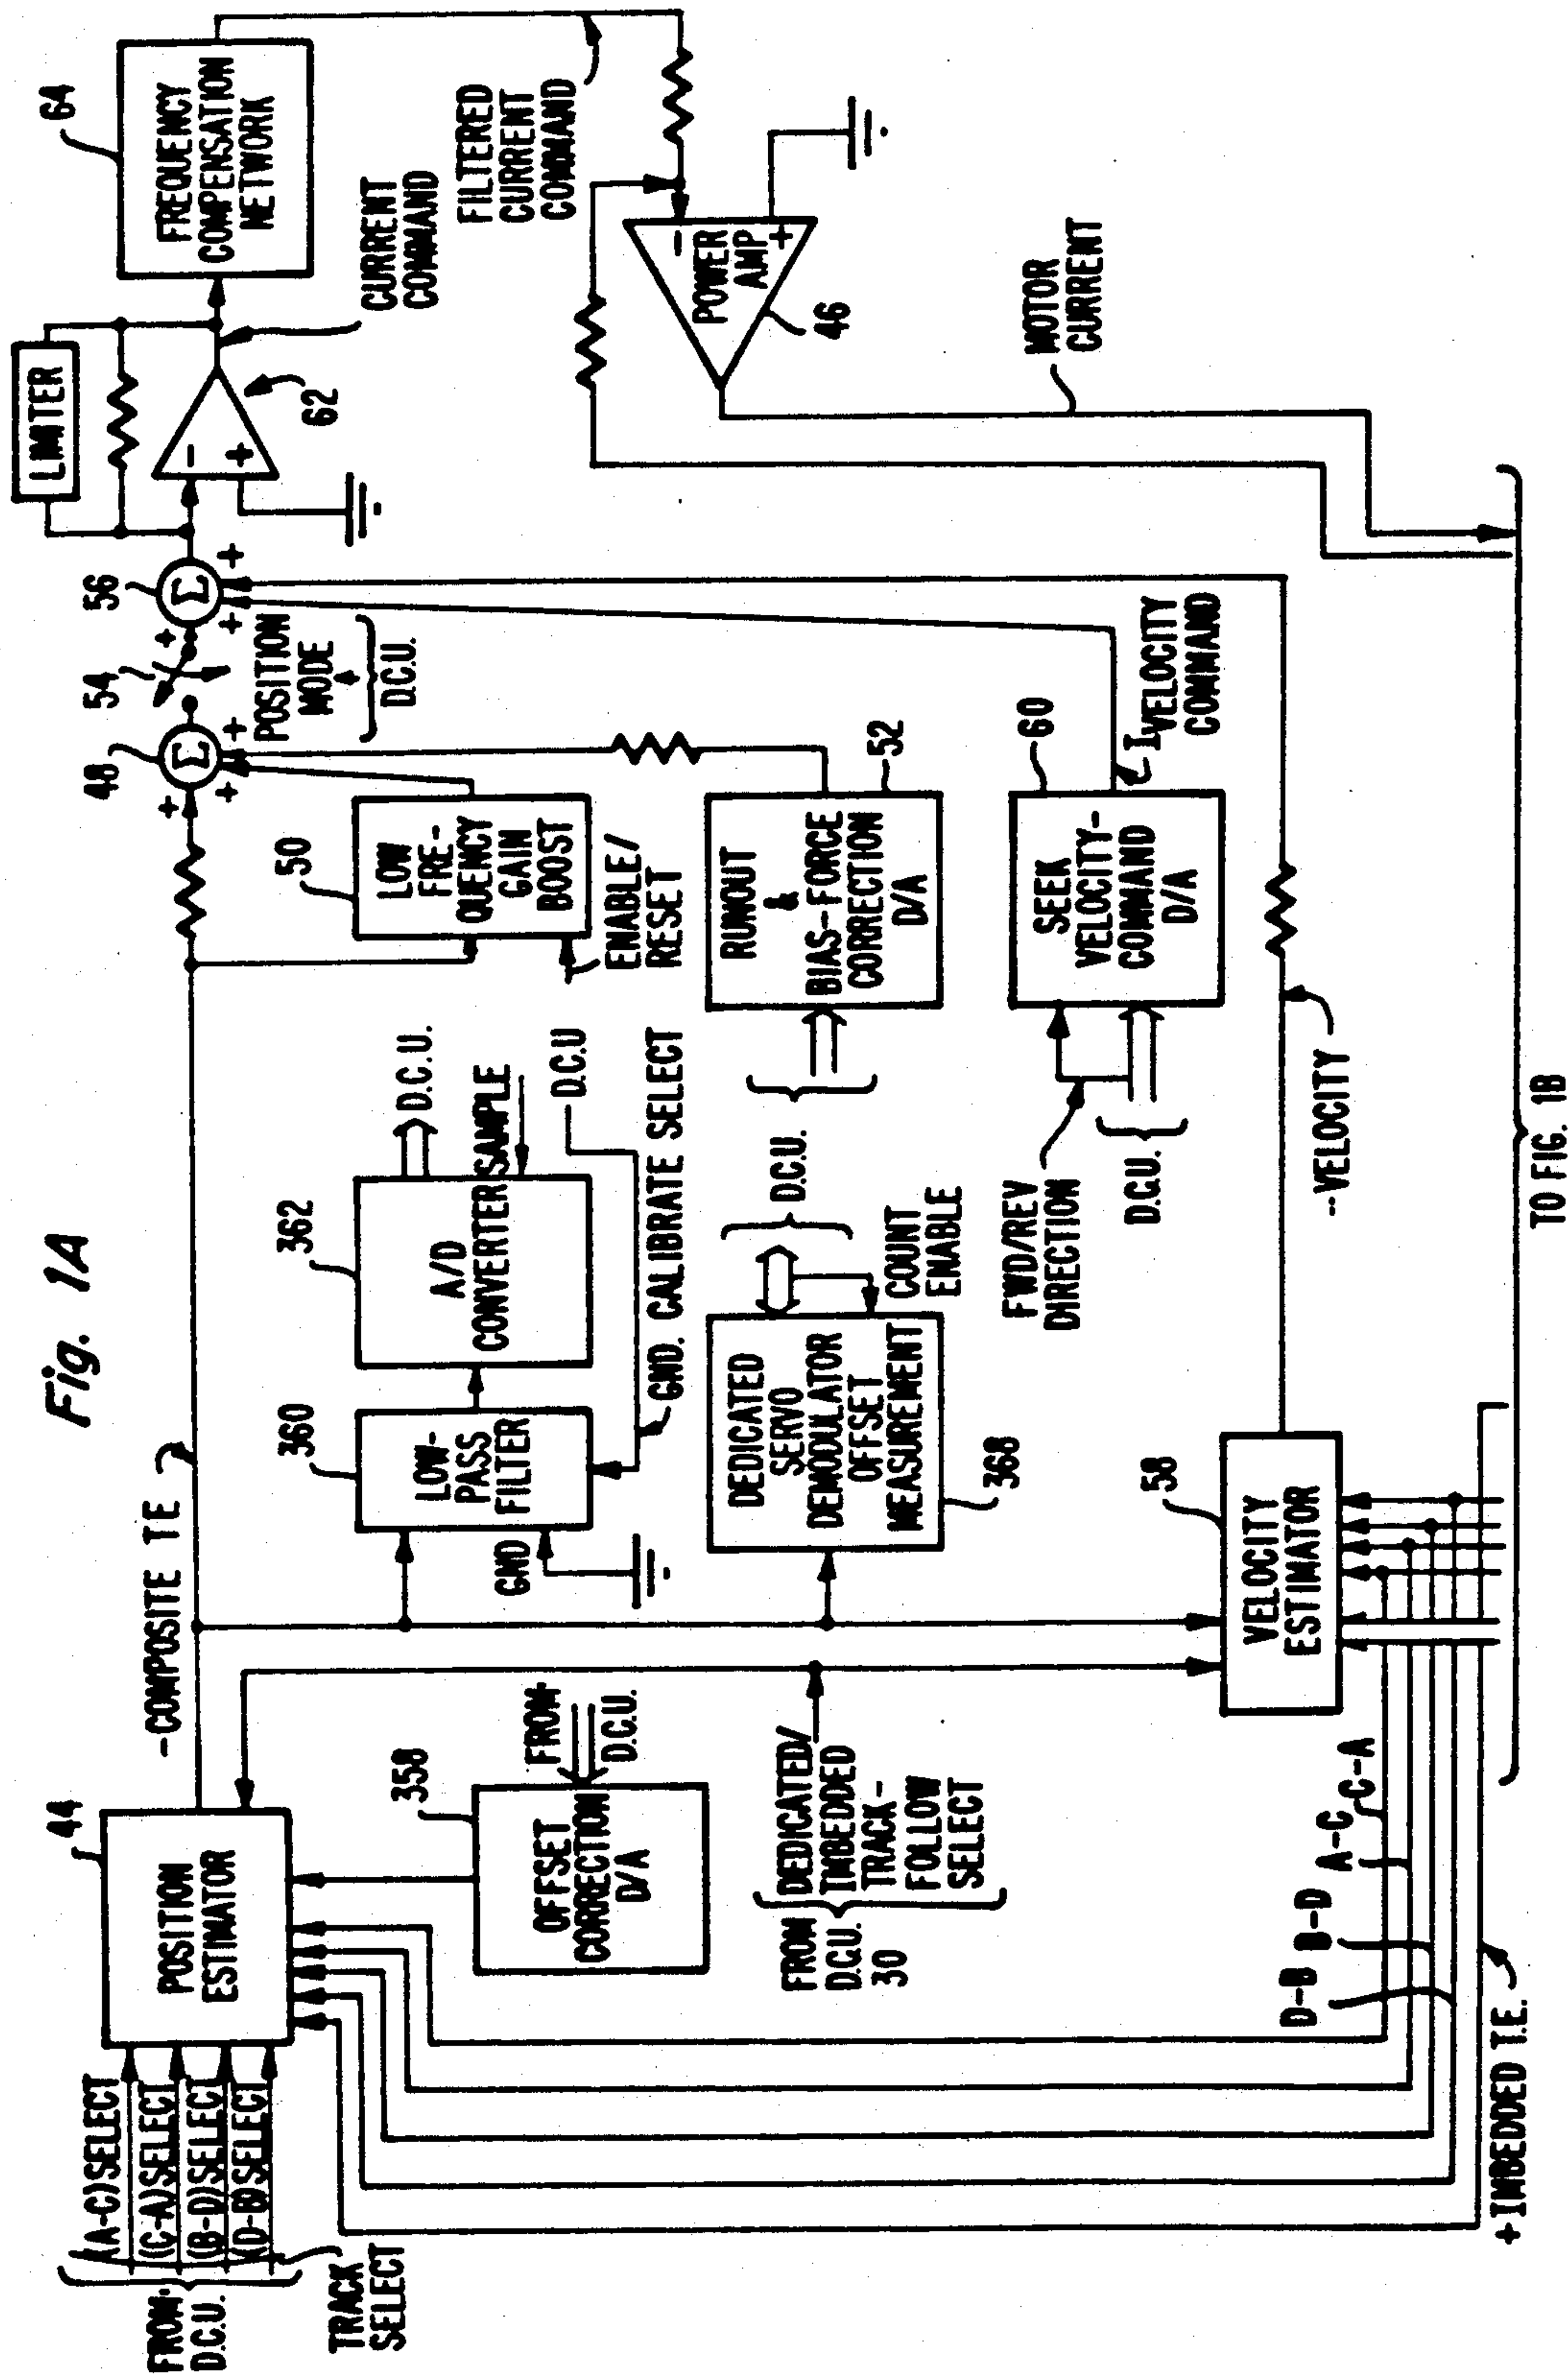 Fig. 1A
(A-C)SELECT
(C-A)SELECT
(B-D)SELECT
(D-B)SELECT
FROM
D.C.U.
TRACK
SELECT
44
POSITION
ESTIMATOR
-COMPOSITE TE
358
OFFSET
CORRECTION
D/A
FROM
D.C.U.
DEDICATED/
IMBEDDED
TRACK-
FOLLOW
SELECT
FROM
D.C.U.
30
360
LOW-
PASS
FILTER
GND
362
A/D
CONVERTER
D.C.U.
SAMPLE
D.C.U
GND. CALIBRATE SELECT
DEDICATED
SERVO
DEMODULATOR
OFFSET
MEASUREMENT
368
D.C.U.
COUNT
ENABLE
50
LOW
FRE-
QUENCY
GAIN
BOOST
ENABLE/
RESET
RUNOUT
&
BIAS-FORCE
CORRECTION
D/A
52
FWD/REV
DIRECTION
D.C.U.
SEEK
VELOCITY-
COMMAND
D/A
60
I VELOCITY
COMMAND
58
VELOCITY
ESTIMATOR
--VELOCITY
48
Σ
+
+
+
54
POSITION
MODE
D.C.U.
56
Σ
+
+
+
LIMITER
-
+
62
CURRENT
COMMAND
64
FREQUENCY
COMPENSATION
NETWORK
FILTERED
CURRENT
COMMAND
-
POWER
AMP
+
46
MOTOR
CURRENT
D-B
B-D
A-C
C-A
+IMBEDDED T.E.
TO FIG. 1B